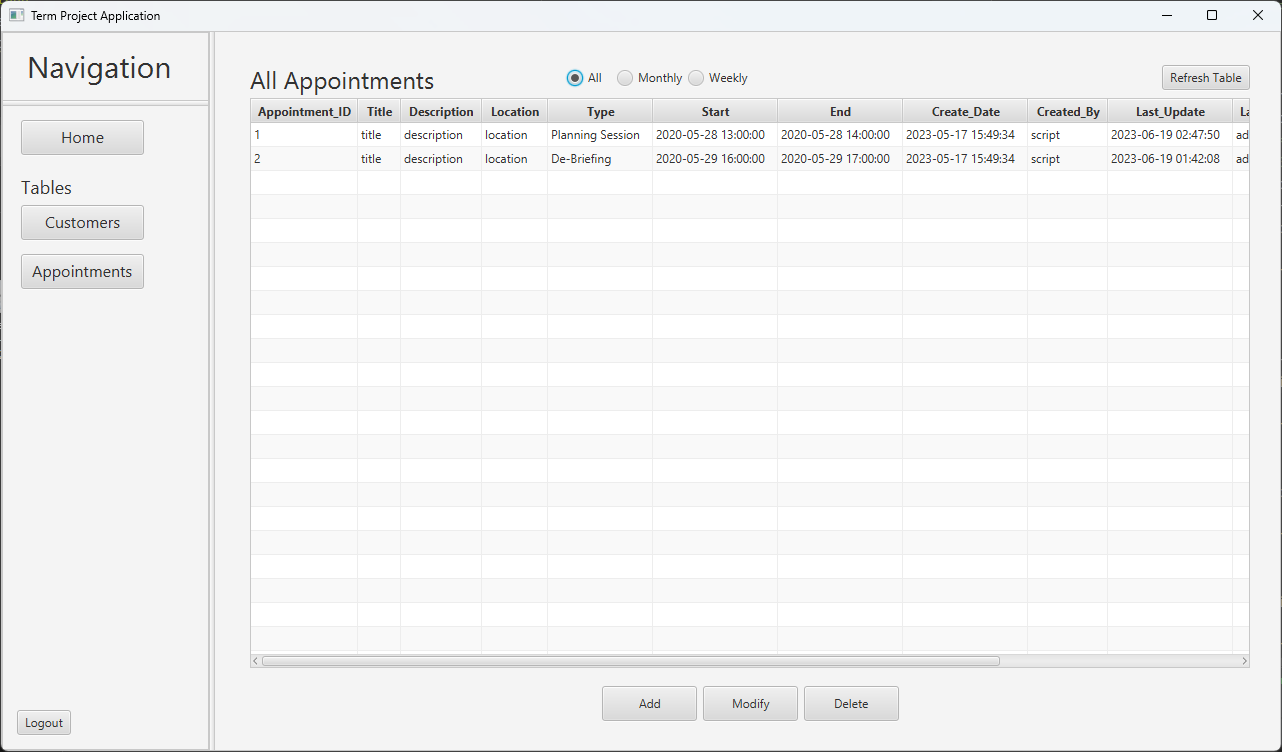 Term Project Application
Navigation
Home
Tables
Customers
Appointments
Logout
All Appointments
All Monthly Weekly
Refresh Table
Appointment_ID Title Description Location Type Start End Create_Date Created_By Last_Update La
1 title description location Planning Session 2020-05-28 13:00:00 2020-05-28 14:00:00 2023-05-17 15:49:34 script 2023-06-19 02:47:50 ad
2 title description location De-Briefing 2020-05-29 16:00:00 2020-05-29 17:00:00 2023-05-17 15:49:34 script 2023-06-19 01:42:08 ad
Add Modify Delete